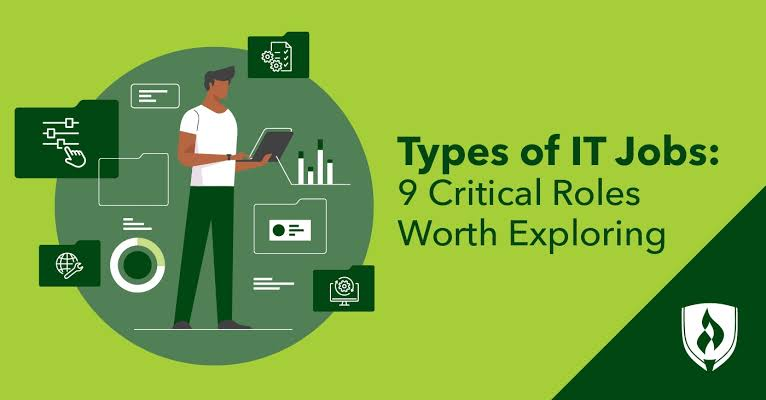 Types of IT Jobs:
9 Critical Roles
Worth Exploring